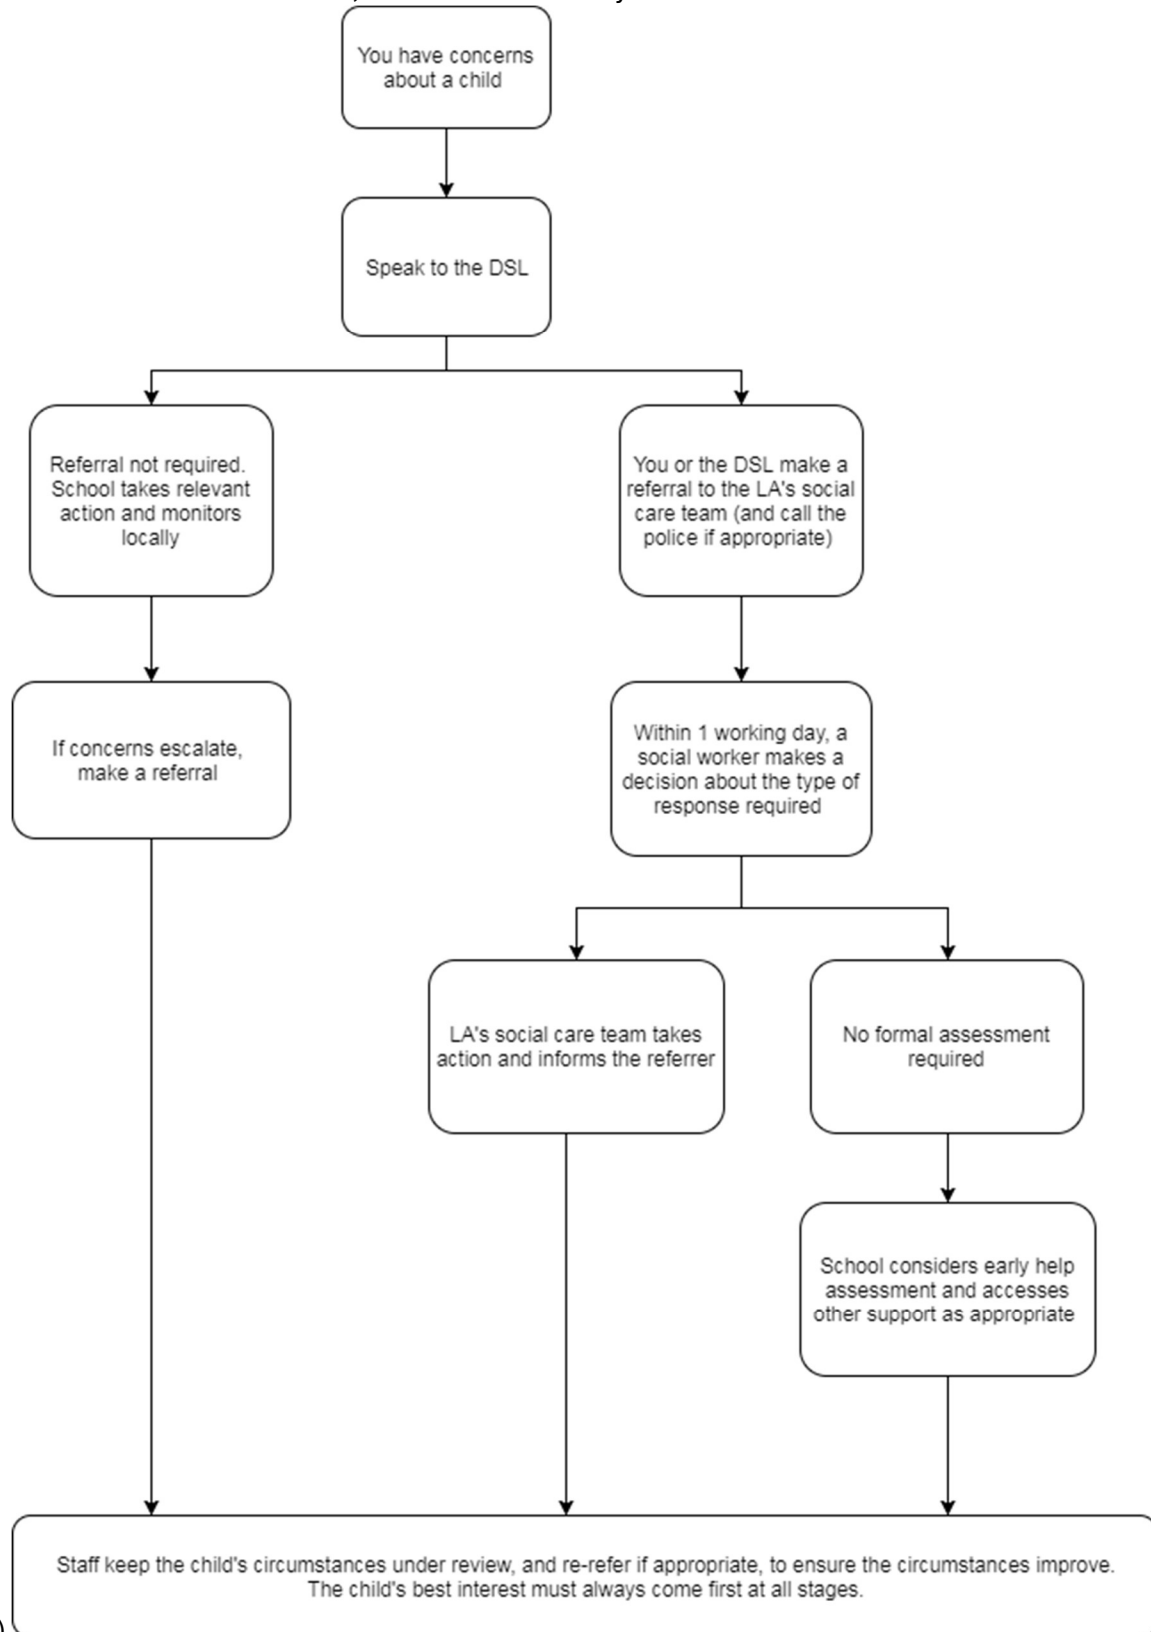 You have concerns
about a child
Speak to the DSL
Referral not required.
School takes relevant
action and monitors
locally
You or the DSL make a
referral to the LA's social
care team (and call the
police if appropriate)
If concerns escalate,
make a referral
Within 1 working day, a
social worker makes a
decision about the type of
response required
LA's social care team takes
action and informs the referrer
No formal assessment
required
School considers early help
assessment and accesses
other support as appropriate
Staff keep the child's circumstances under review, and re-refer if appropriate, to ensure the circumstances improve.
The child's best interest must always come first at all stages.
)